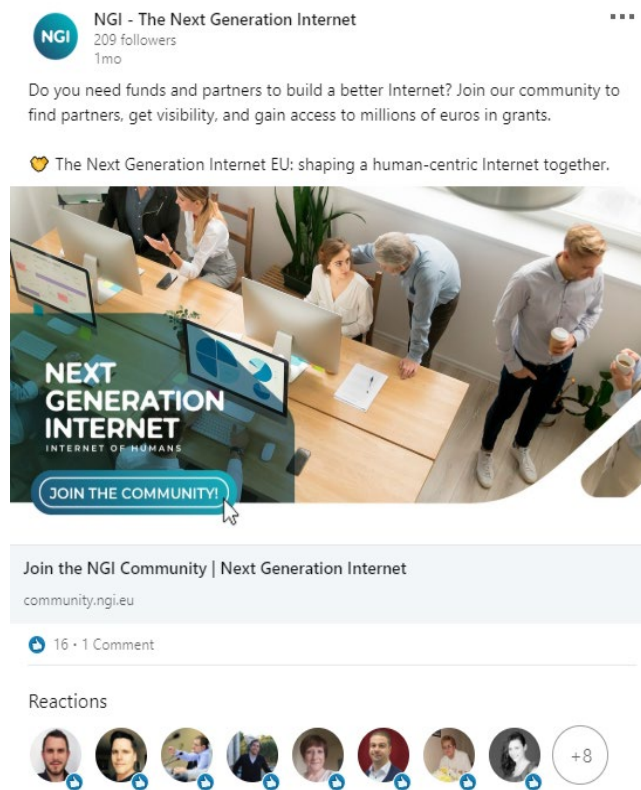 NGI
NGI - The Next Generation Internet
209 followers
1mo
Do you need funds and partners to build a better Internet? Join our community to
find partners, get visibility, and gain access to millions of euros in grants.
The Next Generation Internet EU: shaping a human-centric Internet together.
NEXT
GENERATION
INTERNET
INTERNET OF HUMANS
JOIN THE COMMUNITY!
Join the NGI Community | Next Generation Internet
community.ngi.eu
16 · 1 Comment
Reactions
+8